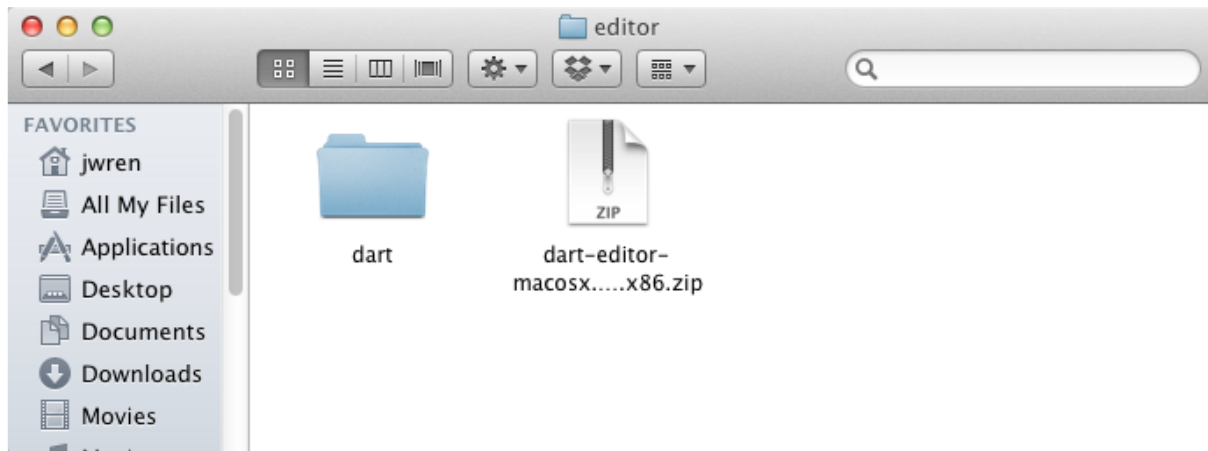 editor
FAVORITES
jwren
All My Files
Applications
Desktop
Documents
Downloads
Movies
dart
ZIP
dart-editor-
macosx.....x86.zip